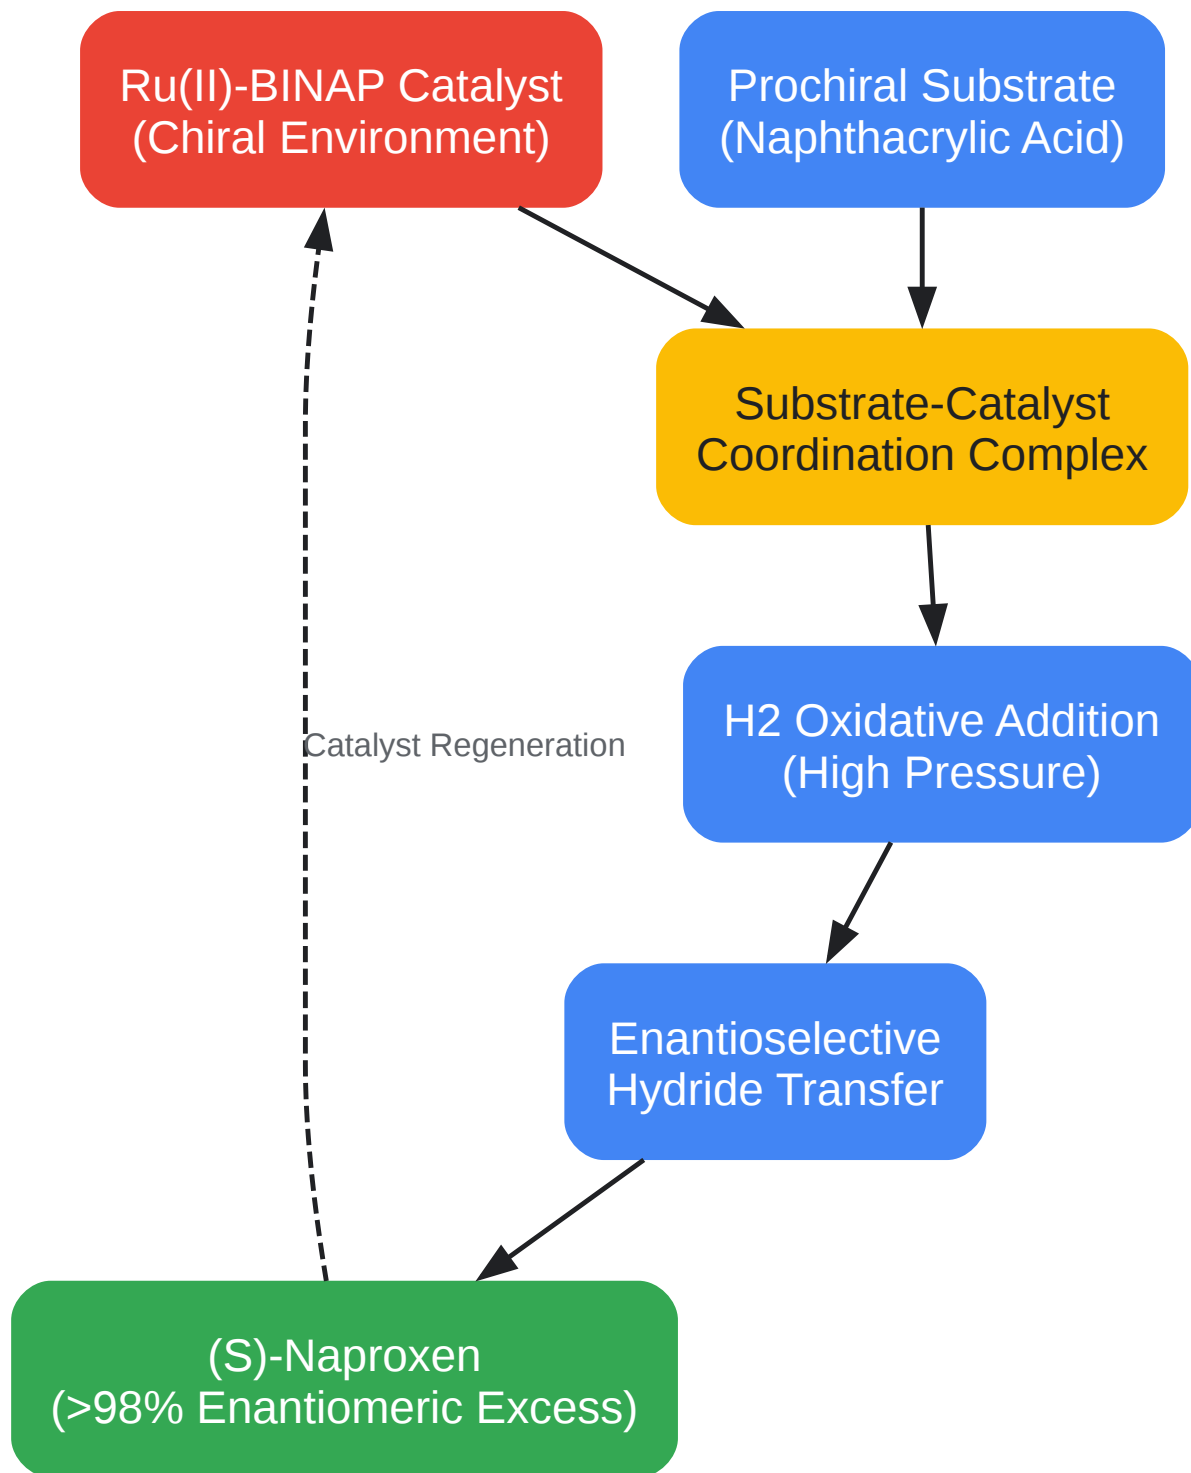 Ru(II)-BINAP Catalyst
(Chiral Environment)
Prochiral Substrate
(Naphthacrylic Acid)
Substrate-Catalyst
Coordination Complex
H2 Oxidative Addition
(High Pressure)
Catalyst Regeneration
Enantioselective
Hydride Transfer
(S)-Naproxen
(>98% Enantiomeric Excess)